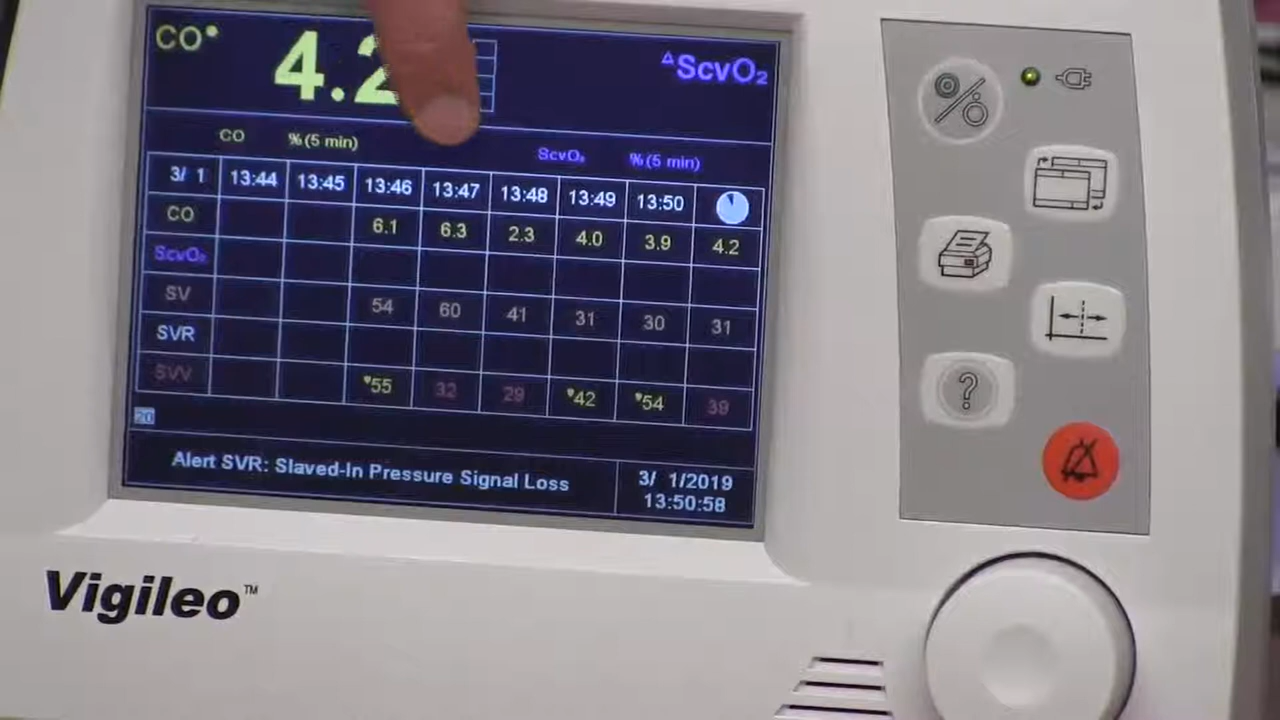 CO 4.2 ΔScvO₂
CO %(5 min) ScvO₂ %(5 min)
3/ 1 13:44 13:45 13:46 13:47 13:48 13:49 13:50
CO 6.1 6.3 2.3 4.0 3.9 4.2
ScvO₂
SV 54 60 41 31 30 31
SVR
SVV 55 32 29 42 54 39
20
Alert SVR: Slaved-In Pressure Signal Loss
3/ 1/2019
13:50:58
?
Vigileo™